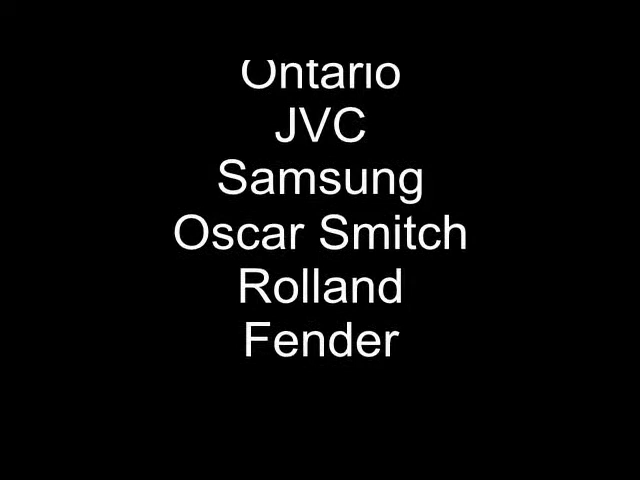 Ontario
JVC
Samsung
Oscar Smitch
Rolland
Fender